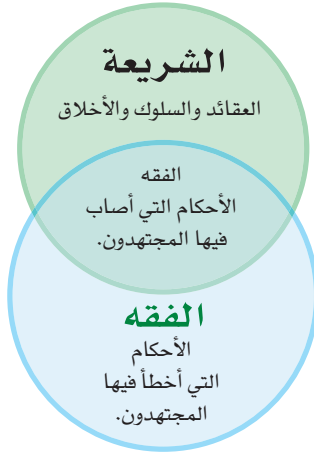 الشريعة
العقائد والسلوك والأخلاق
الفقه
الأحكام التي أصاب
فيها المجتهدون.
الفقه
الأحكام
التي أخطأ فيها
المجتهدون.